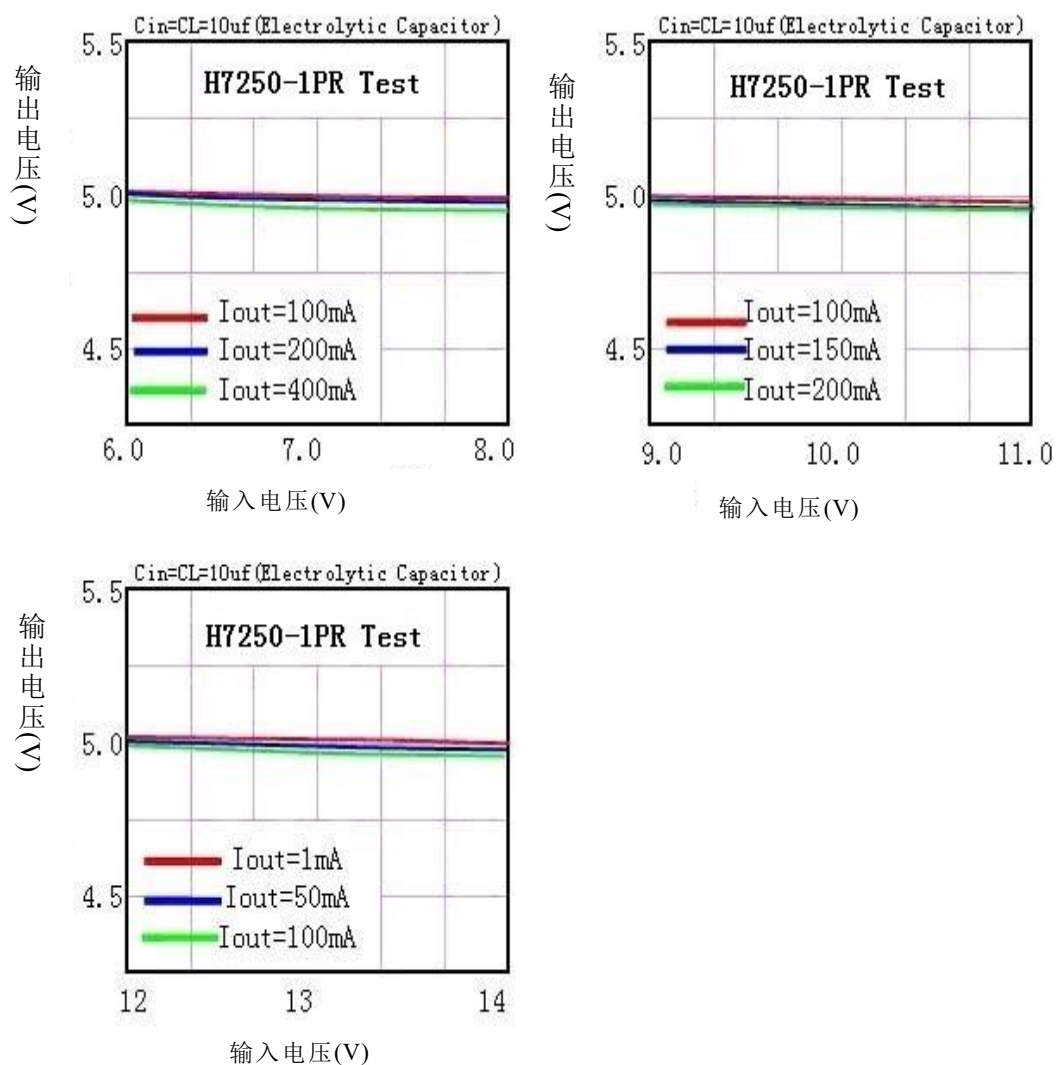 Cin=CL=10uf(Electrolytic Capacitor)
5.5
输出电压(V)
H7250-1PR Test
5.0
Iout=100mA
4.5
Iout=200mA
Iout=400mA
6.0 7.0 8.0
输入电压(V)
Cin=CL=10uf(Electrolytic Capacitor)
5.5
输出电压(V)
H7250-1PR Test
5.0
Iout=100mA
4.5
Iout=150mA
Iout=200mA
9.0 10.0 11.0
输入电压(V)
Cin=CL=10uf(Electrolytic Capacitor)
5.5
输出电压(V)
H7250-1PR Test
5.0
Iout=1mA
4.5
Iout=50mA
Iout=100mA
12 13 14
输入电压(V)